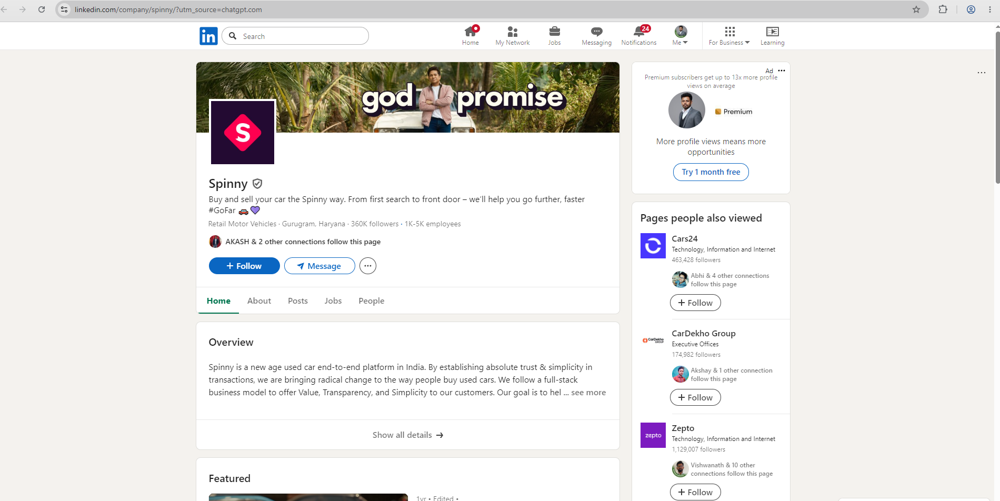 linkedin.com/company/spinny/?utm_source=chatgpt.com
in
Search
Home
My Network
Jobs
Messaging
24
Notifications
Me
For Business
Learning
god promise
S
Spinny
Buy and sell your car the Spinny way. From first search to front door – we'll help you go further, faster
#GoFar 🚗💜
Retail Motor Vehicles · Gurugram, Haryana · 360K followers · 1K-5K employees
AKASH & 2 other connections follow this page
+ Follow
Message
Home
About
Posts
Jobs
People
Overview
Spinny is a new age used car end-to-end platform in India. By establishing absolute trust & simplicity in
transactions, we are bringing radical change to the way people buy used cars. We follow a full-stack
business model to offer Value, Transparency, and Simplicity to our customers. Our goal is to hel ... see more
Show all details →
Featured
1yr • Edited •
Ad
Premium subscribers get up to 13x more profile
views on average
Premium
More profile views means more
opportunities
Try 1 month free
Pages people also viewed
Cars24
Technology, Information and Internet
463,428 followers
Abhi & 4 other connections
follow this page
+ Follow
CarDekho
GROUP
CarDekho Group
Executive Offices
174,982 followers
Akshay & 1 other connection
follow this page
+ Follow
zepto
Zepto
Technology, Information and Internet
1,129,007 followers
Vishwanath & 10 other
connections follow this page
+ Follow